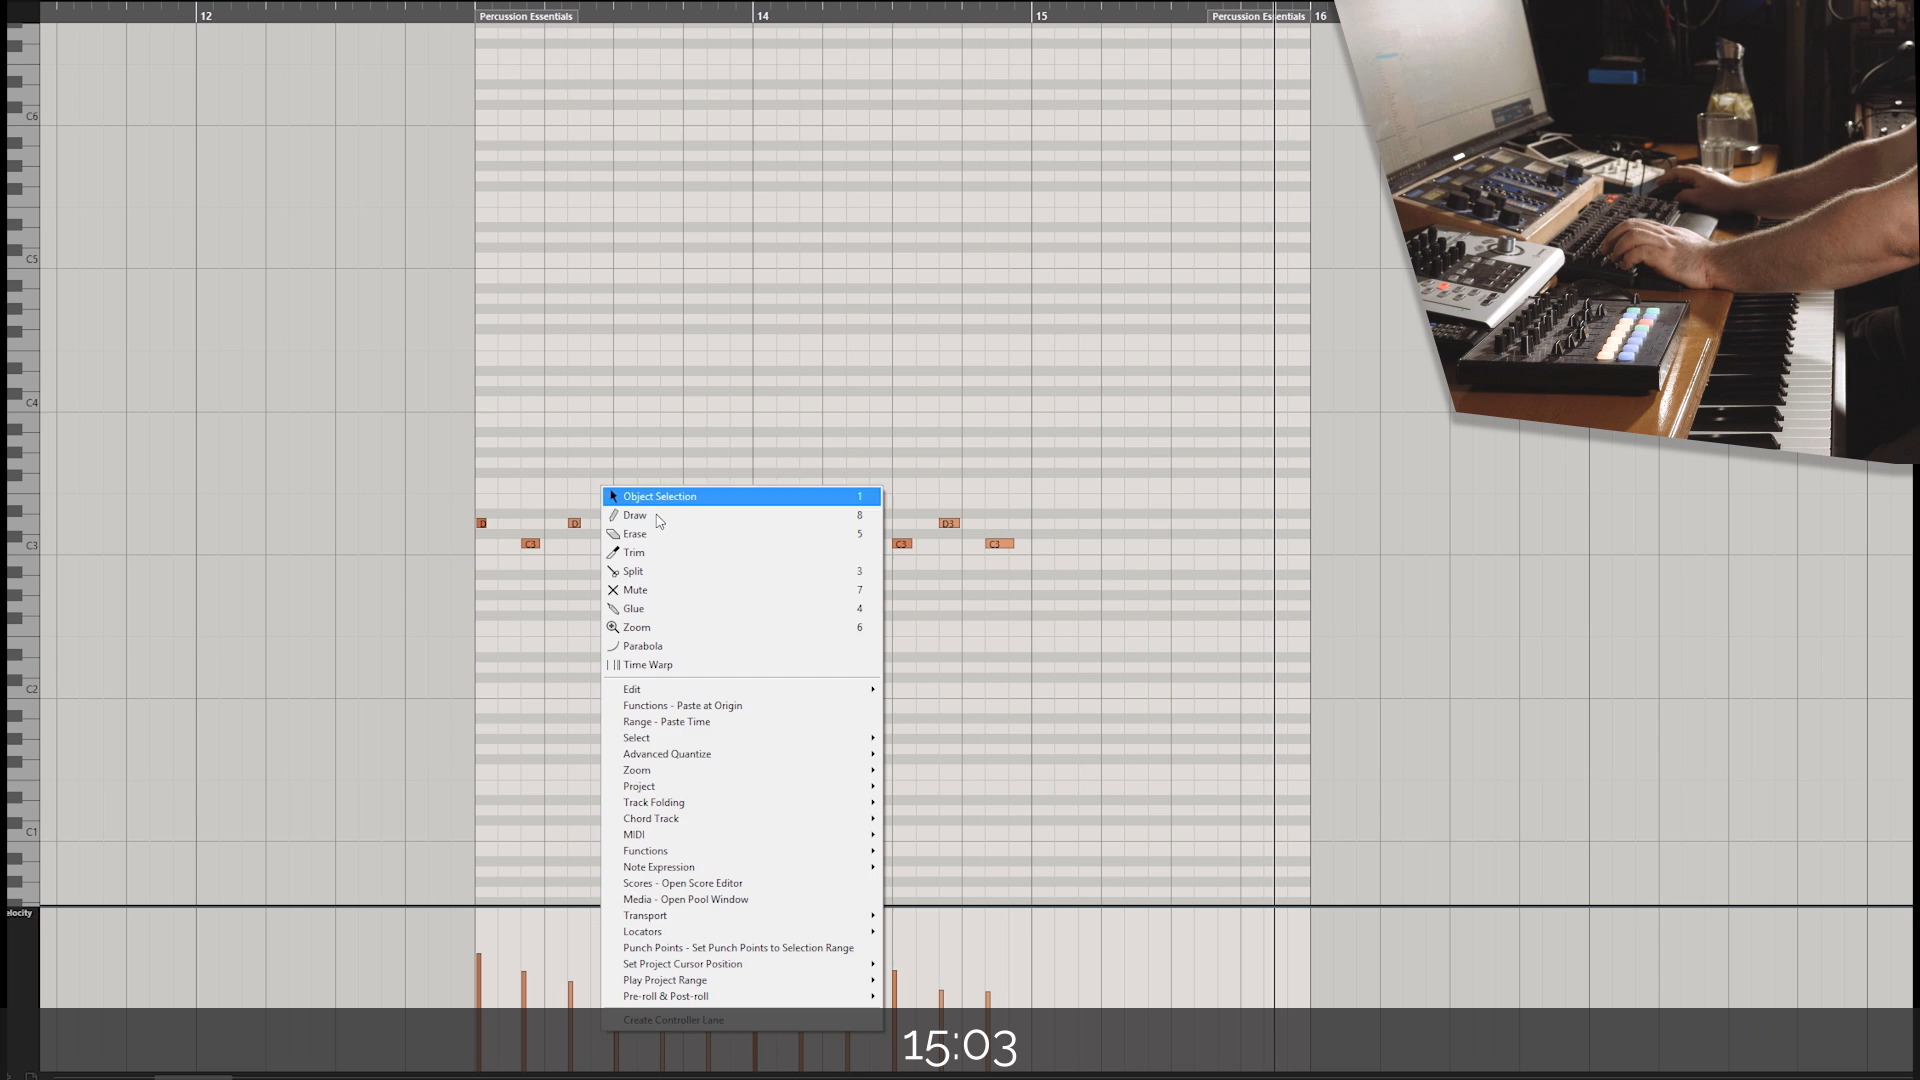 12
Percussion Essentials
14
15
Percussion Essentials
16
C6
C5
C4
D
D
D3
C3
C3
C3
C3
C2
C1
Object Selection 1
Draw 8
Erase 5
Trim
Split 3
Mute 7
Glue 4
Zoom 6
Parabola
Time Warp
Edit
Functions - Paste at Origin
Range - Paste Time
Select
Advanced Quantize
Zoom
Project
Track Folding
Chord Track
MIDI
Functions
Note Expression
Scores - Open Score Editor
Media - Open Pool Window
Transport
Locators
Punch Points - Set Punch Points to Selection Range
Set Project Cursor Position
Play Project Range
Pre-roll & Post-roll
Create Controller Lane
elocity
15:03